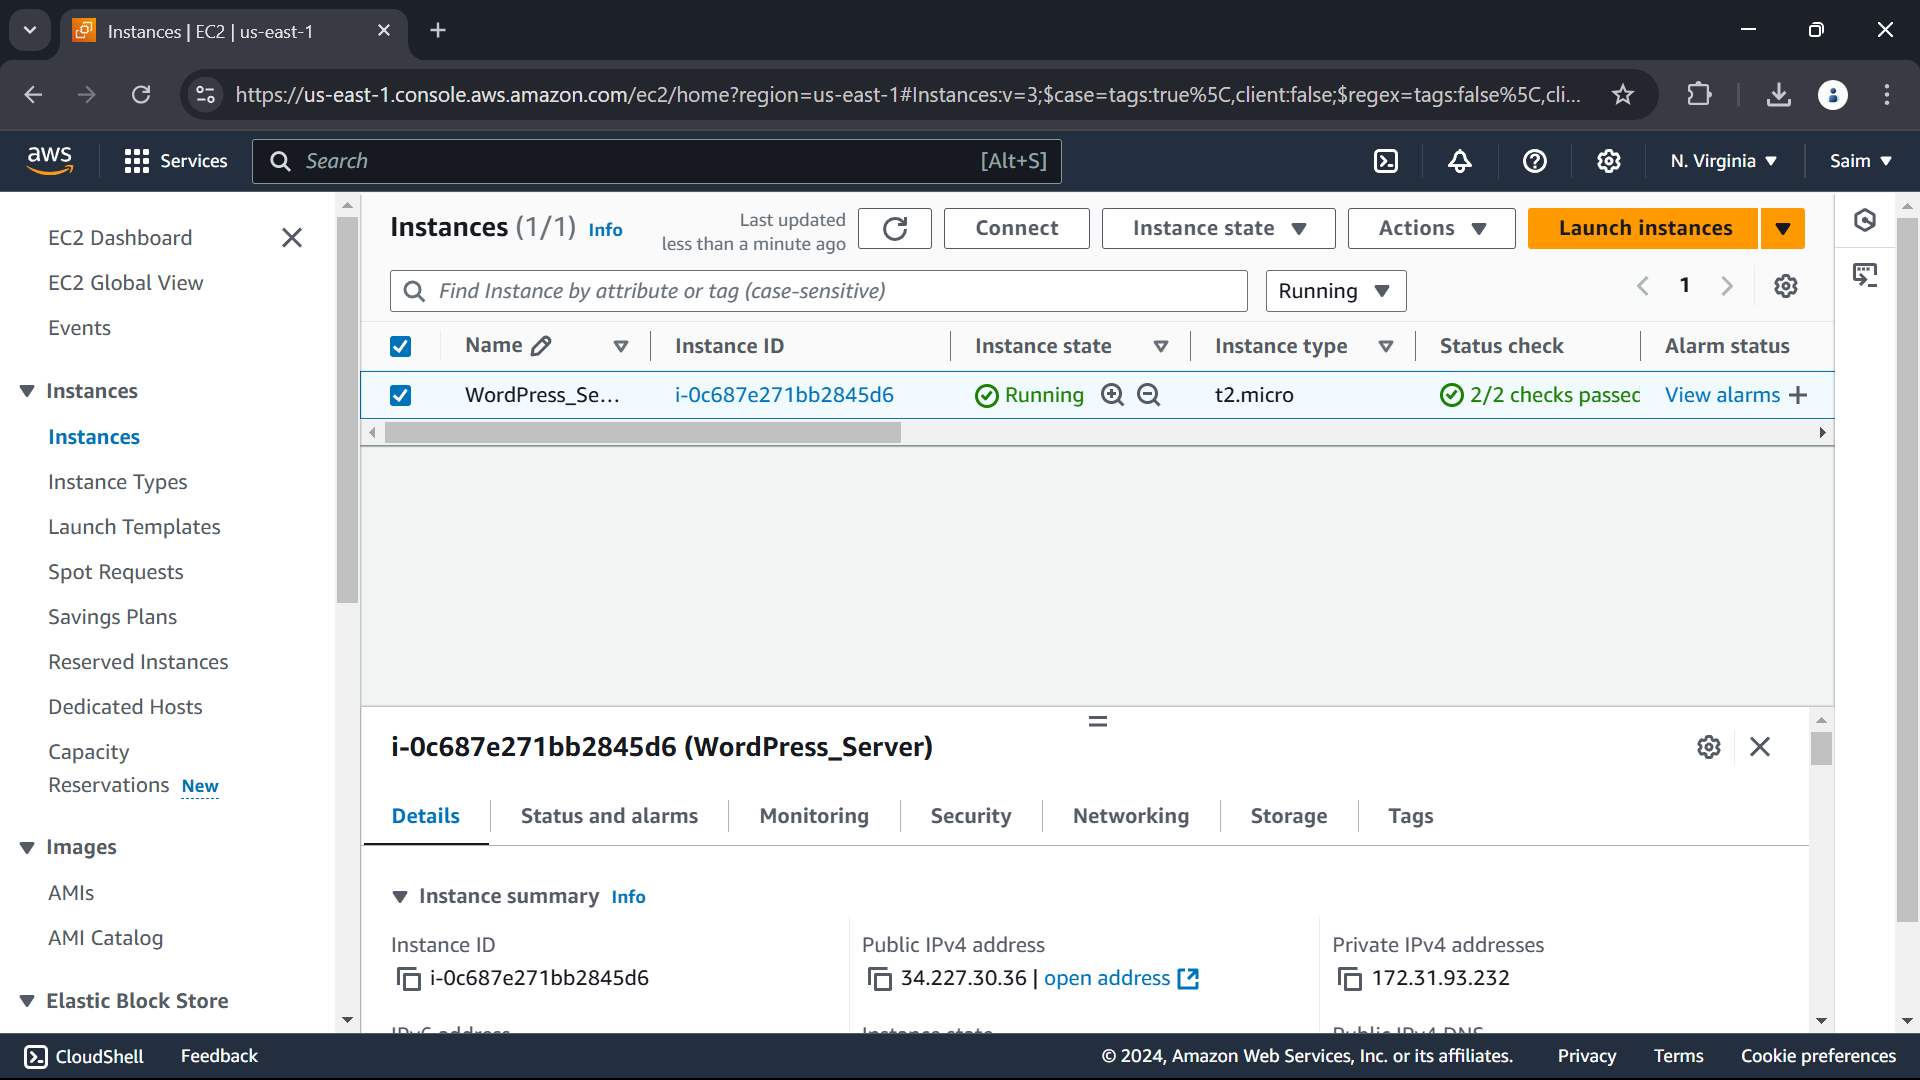 Instances | EC2 | us-east-1
https://us-east-1.console.aws.amazon.com/ec2/home?region=us-east-1#Instances:v=3;$case=tags:true%5C,client:false;$regex=tags:false%5C,cli...
aws
Services
Search
[Alt+S]
N. Virginia
Saim
EC2 Dashboard
EC2 Global View
Events
Instances
Instances
Instance Types
Launch Templates
Spot Requests
Savings Plans
Reserved Instances
Dedicated Hosts
Capacity
Reservations New
Images
AMIs
AMI Catalog
Elastic Block Store
Instances (1/1) Info
Last updated
less than a minute ago
Connect
Instance state
Actions
Launch instances
Find Instance by attribute or tag (case-sensitive)
Running
1
Name Instance ID Instance state Instance type Status check Alarm status
WordPress_Se... i-0c687e271bb2845d6 Running t2.micro 2/2 checks passed View alarms
i-0c687e271bb2845d6 (WordPress_Server)
Details Status and alarms Monitoring Security Networking Storage Tags
Instance summary Info
Instance ID
i-0c687e271bb2845d6
Public IPv4 address
34.227.30.36 | open address
Private IPv4 addresses
172.31.93.232
IPv6 address
Instance state
Public IPv4 DNS
CloudShell Feedback © 2024, Amazon Web Services, Inc. or its affiliates. Privacy Terms Cookie preferences